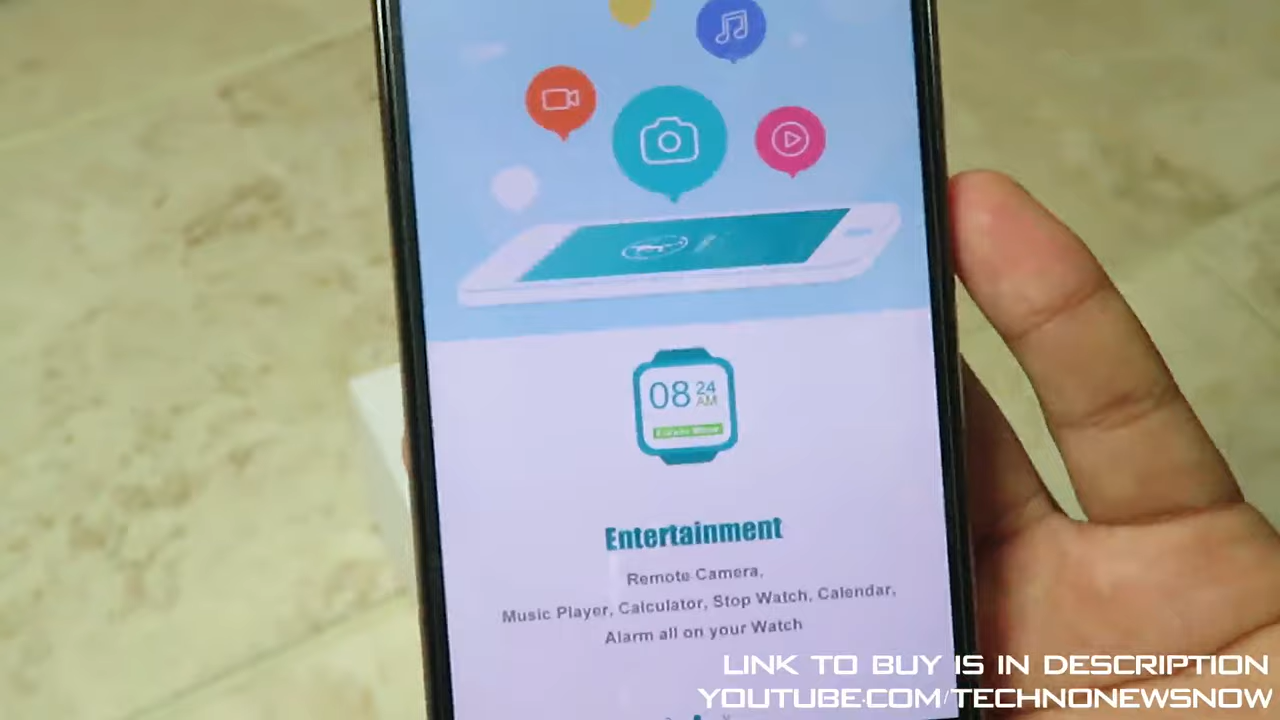 08 24
AM
Entertainment
Remote Camera,
Music Player, Calculator, Stop Watch, Calendar,
Alarm all on your Watch
LINK TO BUY IS IN DESCRIPTION
YOUTUBE.COM/TECHNONEWSNOW